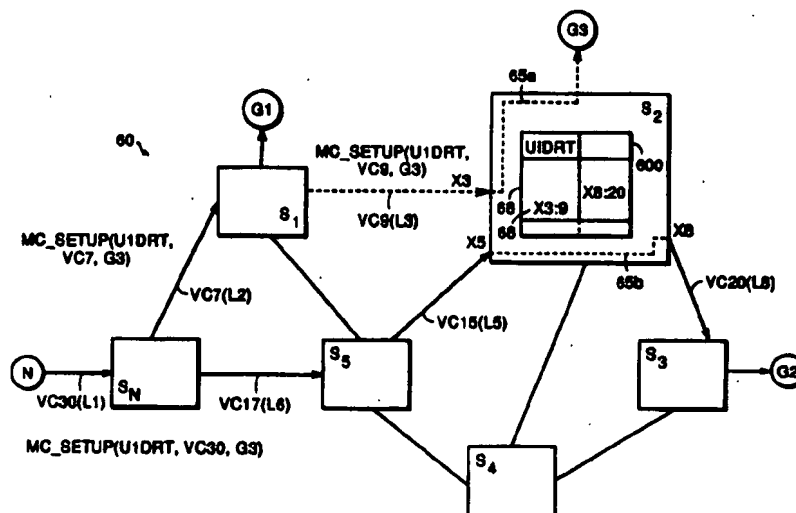 G3
65a
G1
S2
60
MC_SETUP(U1DRT,
VC9, G3)
X3
U1DRT
600
68
X3:9
66
X8:20
S1
VC9(L3)
X5
X8
MC_SETUP(U1DRT,
VC7, G3)
65b
VC7(L2)
VC15(L5)
VC20(L8)
N
SN
S5
S3
G2
VC30(L1)
VC17(L6)
MC_SETUP(U1DRT, VC30, G3)
S4